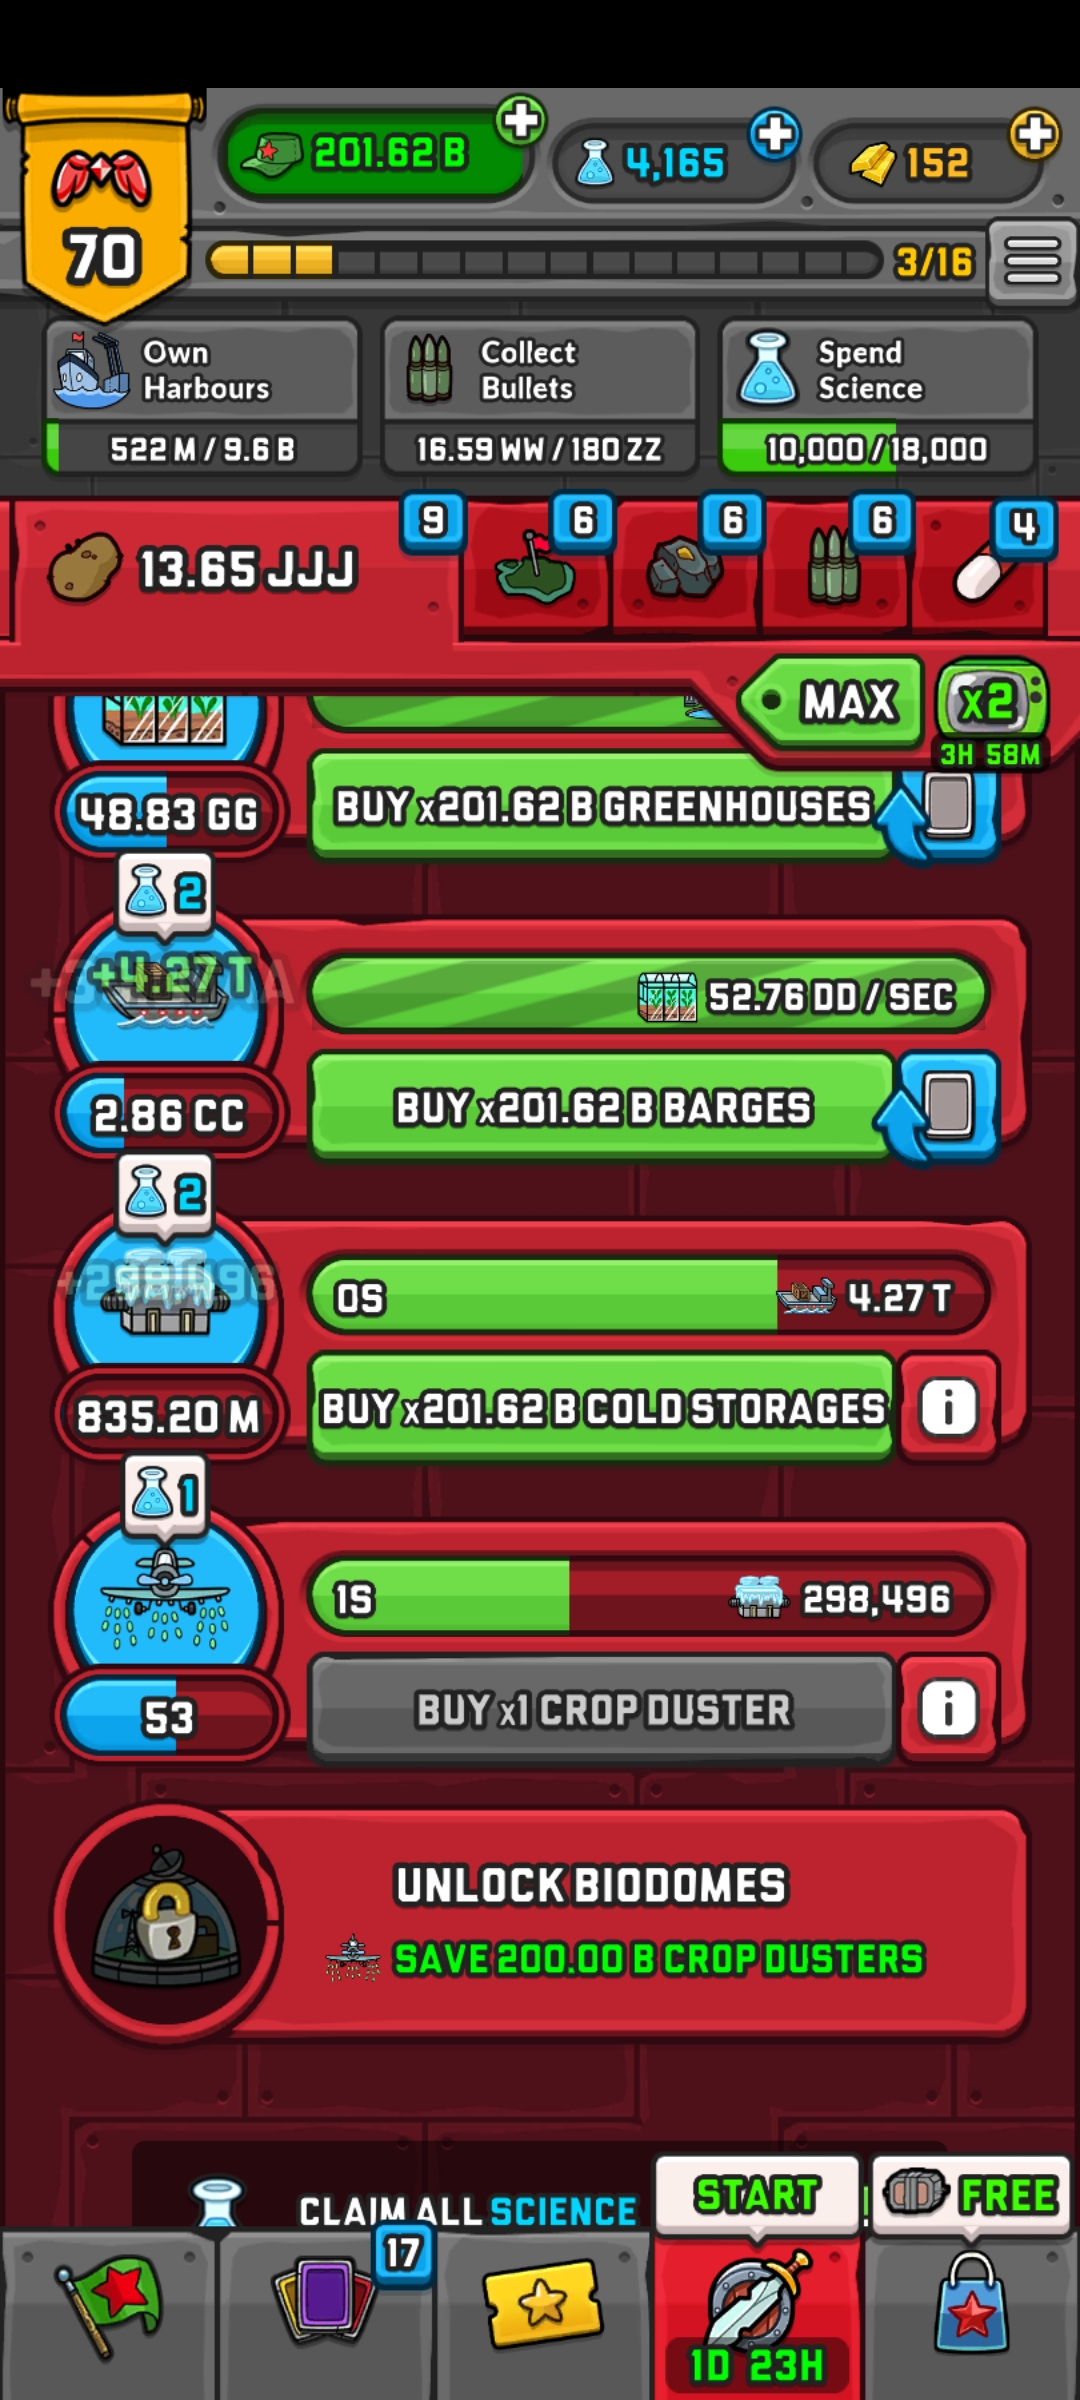 201.62 B
4,165
152
70
3/16
Own
Harbours
522 M / 9.6 B
Collect
Bullets
16.59 WW / 180 ZZ
Spend
Science
10,000 / 18,000
13.65 JJJ
9
6
6
6
4
MAX
x2
3H 58M
48.83 GG
BUY x201.62 B GREENHOUSES
2
+4.27 T
52.76 DD / SEC
2.86 CC
BUY x201.62 B BARGES
2
+298,496
0S
4.27 T
835.20 M
BUY x201.62 B COLD STORAGES
i
1
1S
298,496
53
BUY x1 CROP DUSTER
i
UNLOCK BIODOMES
SAVE 200.00 B CROP DUSTERS
CLAIM ALL SCIENCE
START
FREE
17
1D 23H